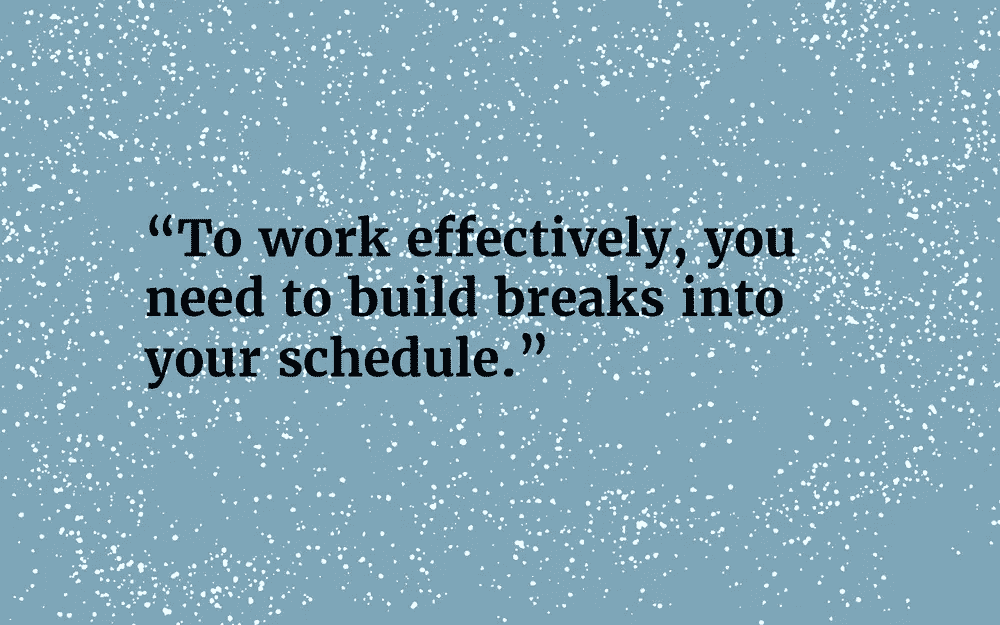 “To work effectively, you
need to build breaks into
your schedule.”